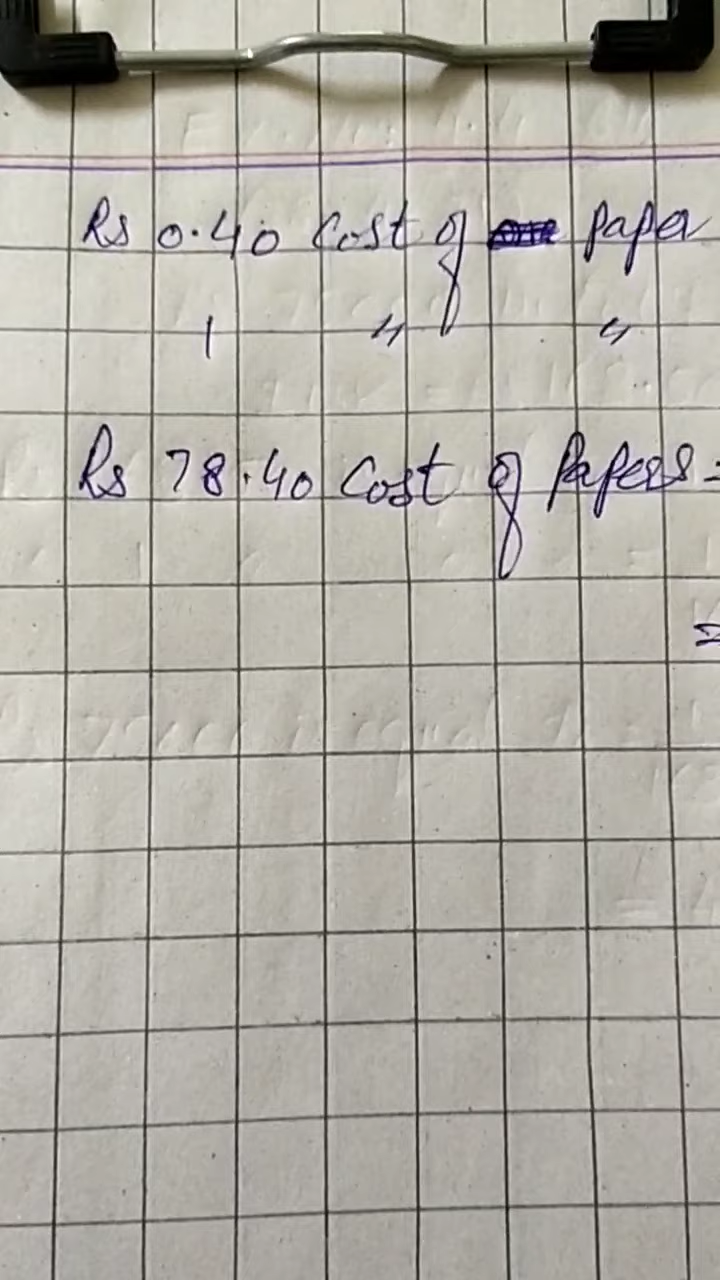 Rs 0.40 Cost of Paper
1 " "
Rs 78.40 Cost of Papers =
=